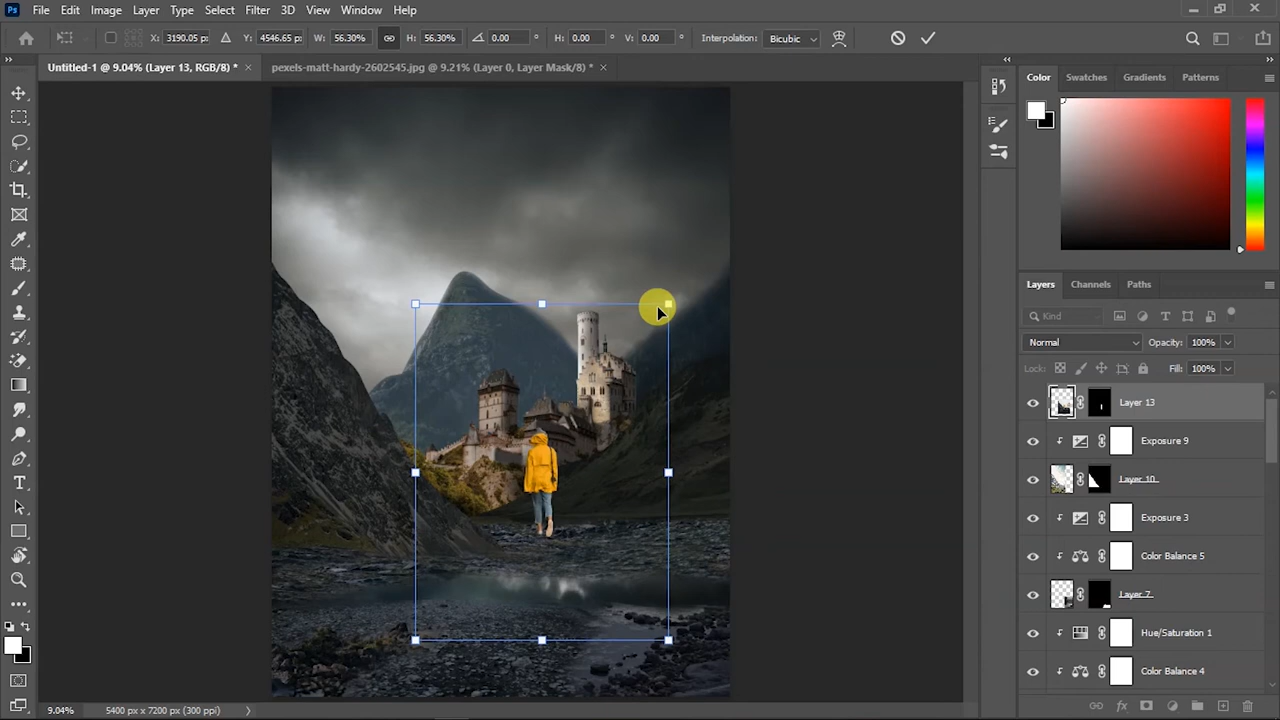 Ps File Edit Image Layer Type Select Filter 3D View Window Help
X: 3190.05 px Y: 4546.65 px W: 56.30% H: 56.30% 0.00 ° H: 0.00 ° V: 0.00 ° Interpolation: Bicubic
Untitled-1 @ 9.04% (Layer 13, RGB/8) * × pexels-matt-hardy-2602545.jpg @ 9.21% (Layer 0, Layer Mask/8) * ×
Color Swatches Gradients Patterns
Layers Channels Paths
Kind
Normal Opacity: 100%
Lock: Fill: 100%
Layer 13
Exposure 9
Layer 10
Exposure 3
Color Balance 5
Layer 7
Hue/Saturation 1
Color Balance 4
9.04% 5400 px x 7200 px (300 ppi)